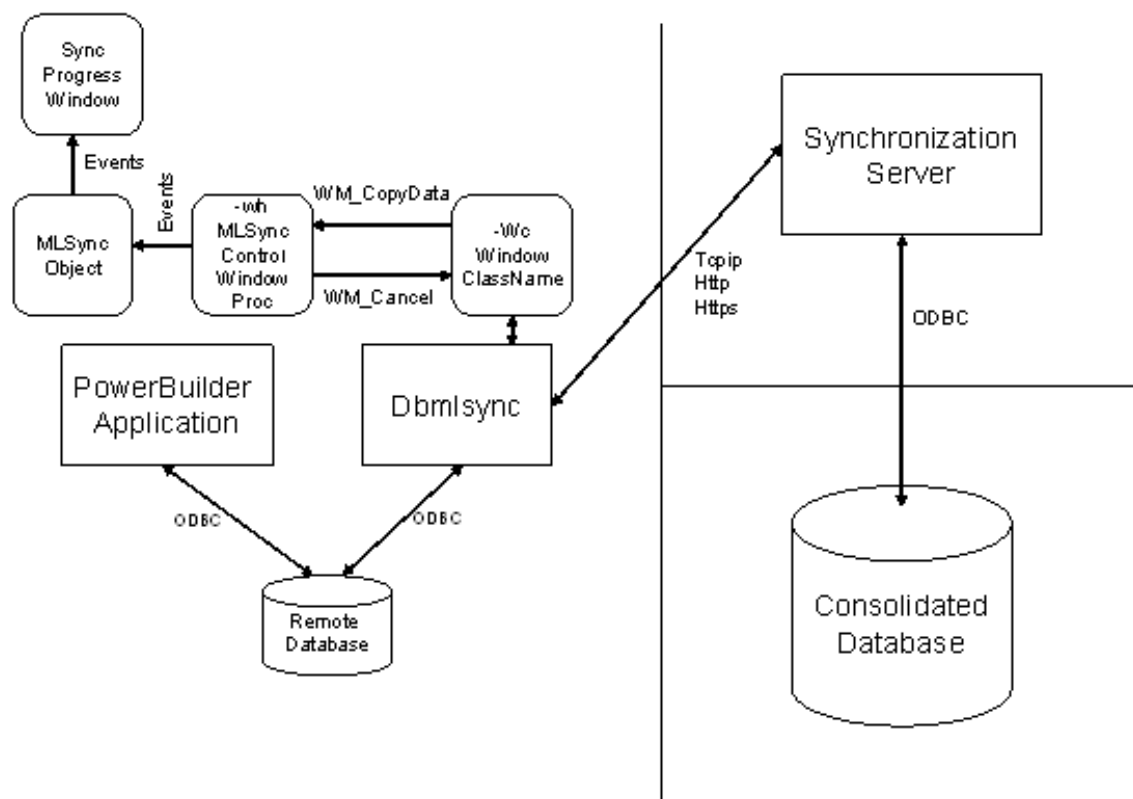 Sync
Progress
Window
Events
MLSync
Object
Events
-wh
MLSync
Control
Window
Proc
WM_CopyData
WM_Cancel
-Wc
Window
ClassName
PowerBuilder
Application
Dbmlsync
ODBC
ODBC
Remote
Database
Tcpip
Http
Https
Synchronization
Server
ODBC
Consolidated
Database